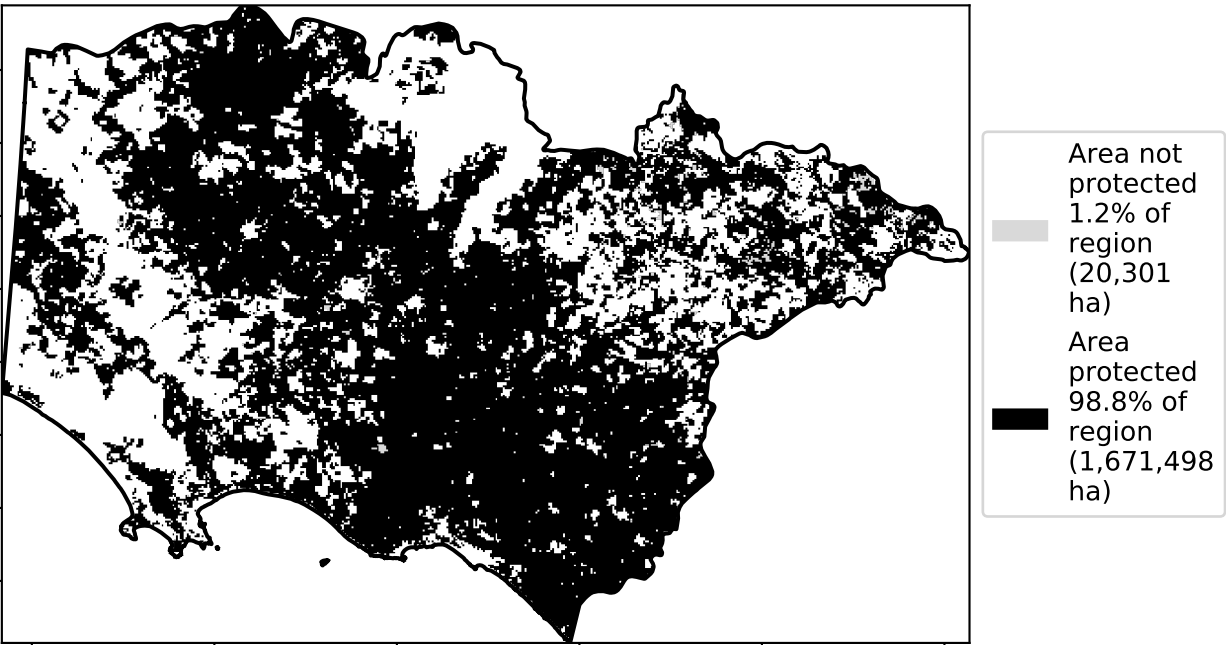 Area not
protected
1.2% of
region
(20,301
ha)
Area
protected
98.8% of
region
(1,671,498
ha)